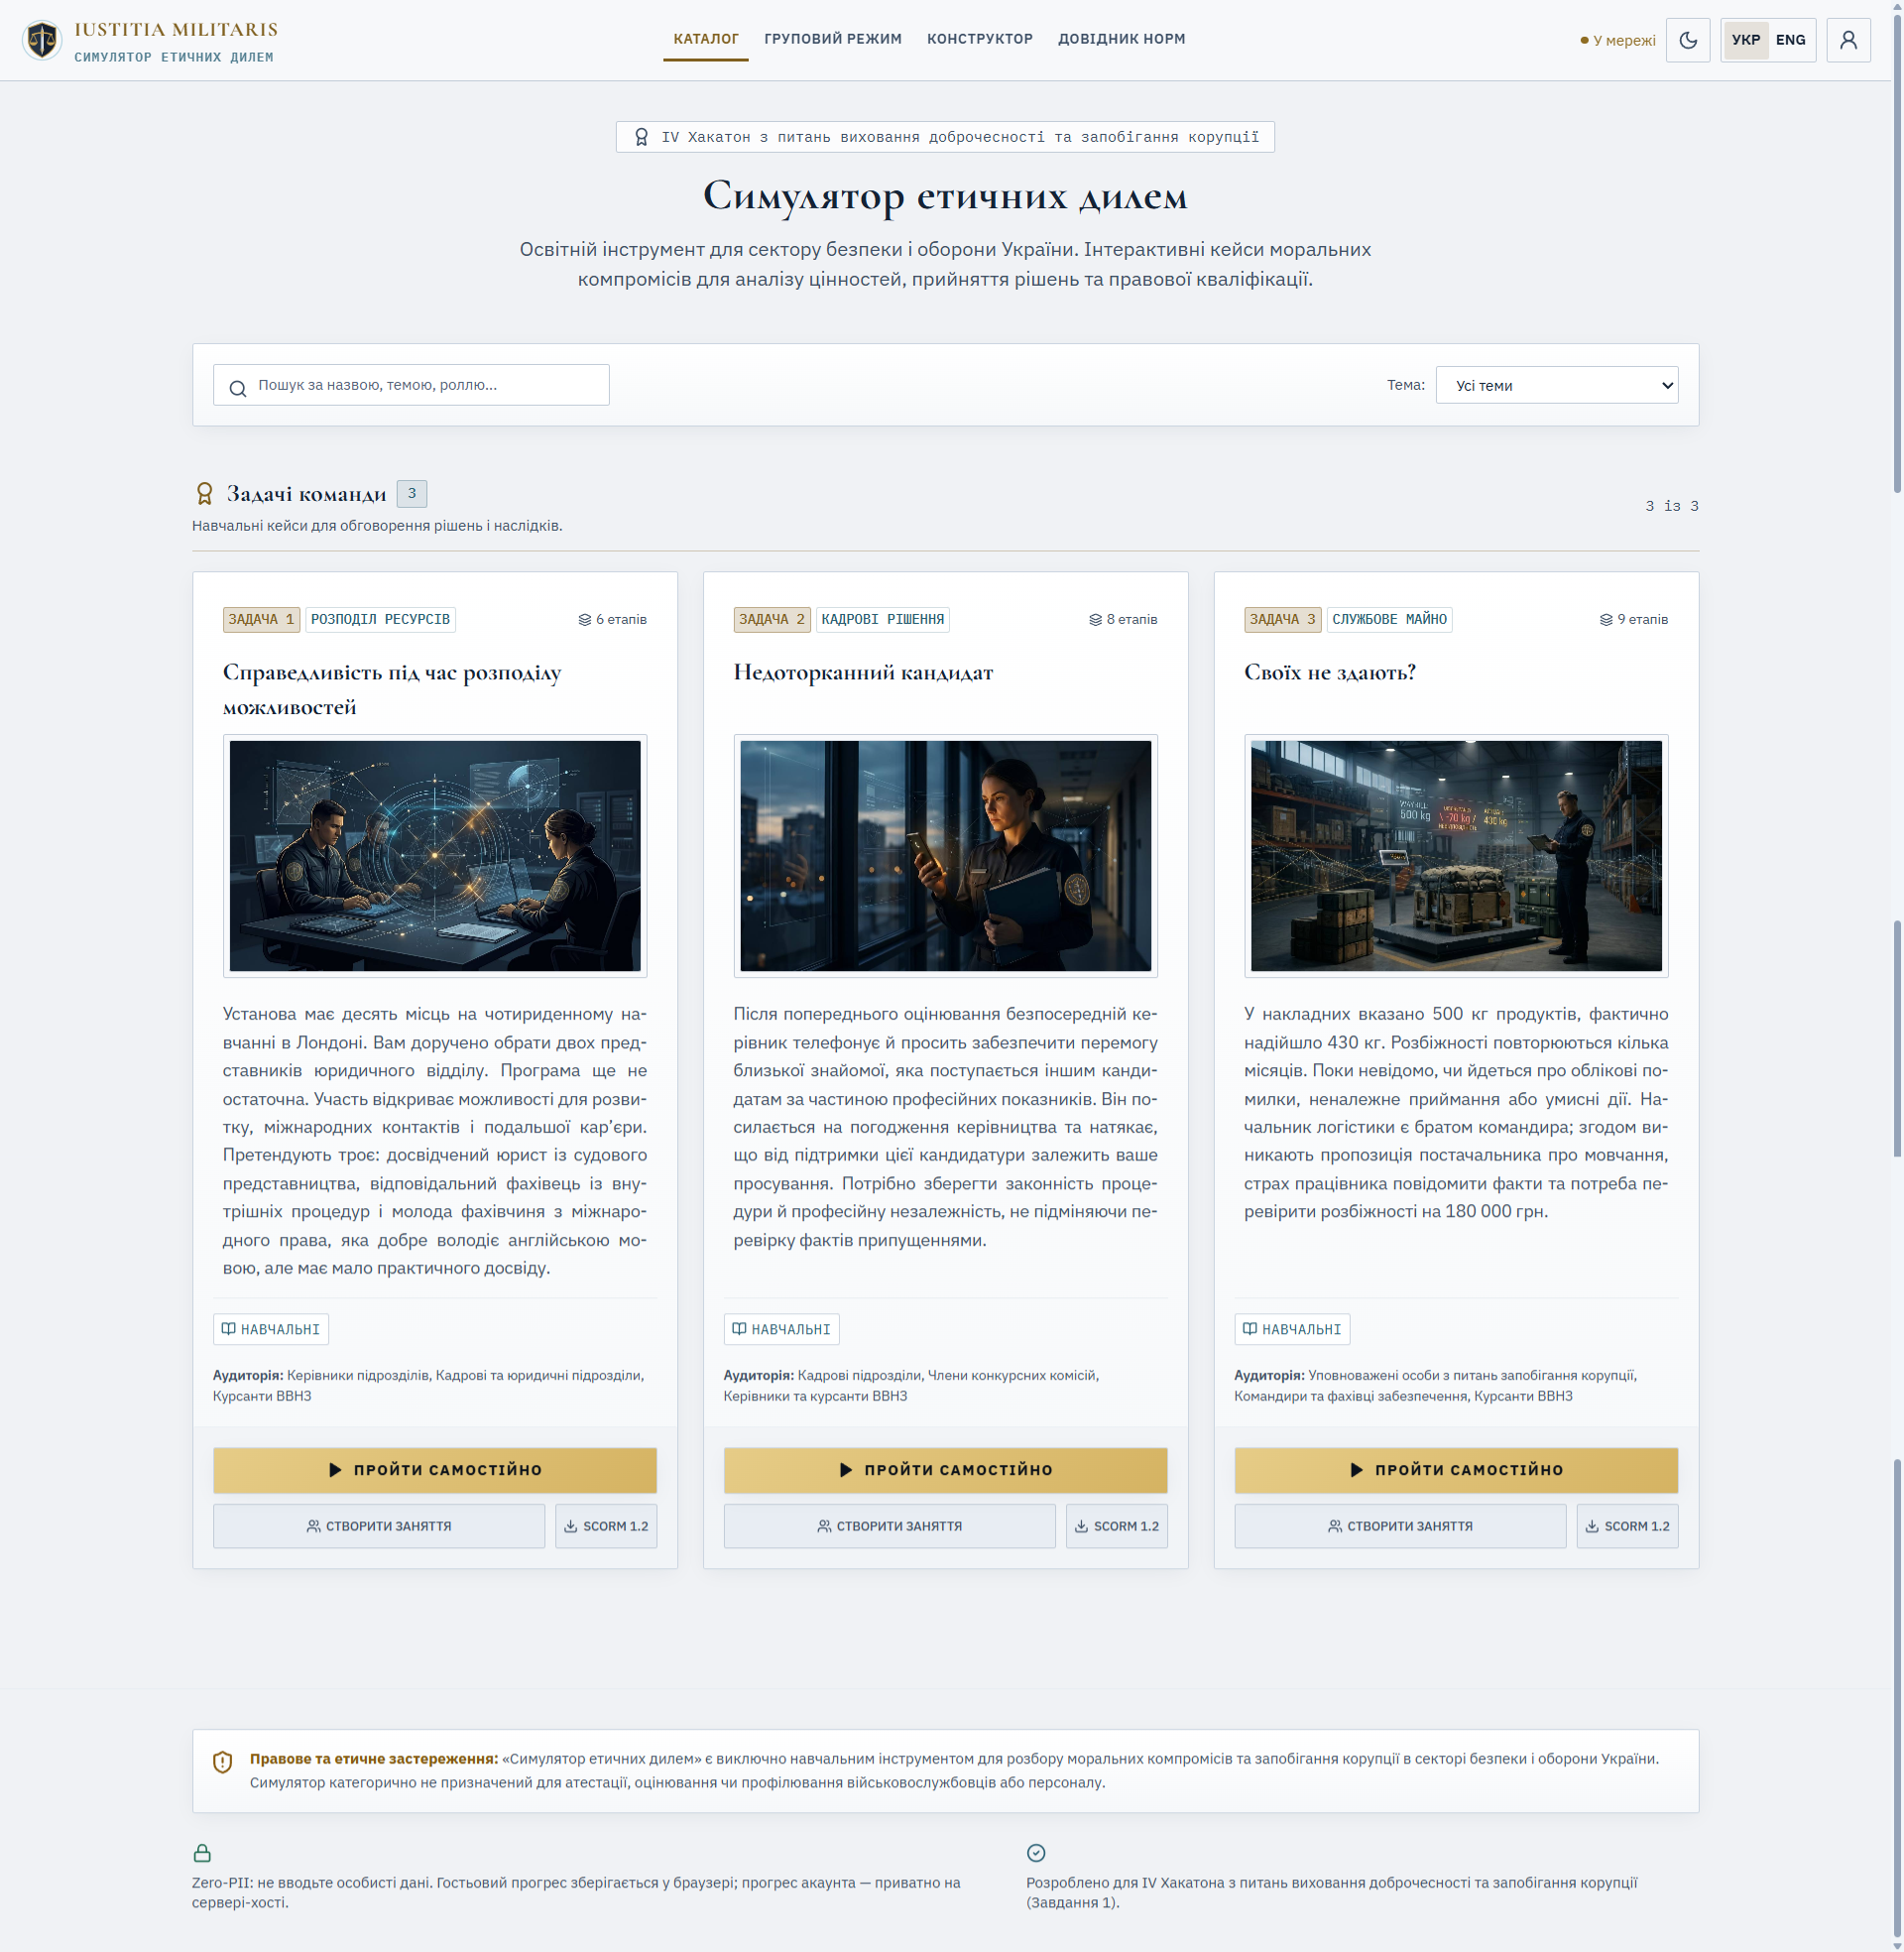 IUSTITIA MILITARIS
СИМУЛЯТОР ЕТИЧНИХ ДИЛЕМ
КАТАЛОГ
ГРУПОВИЙ РЕЖИМ
КОНСТРУКТОР
ДОВІДНИК НОРМ
У мережі
УКР
ENG
IV Хакатон з питань виховання доброчесності та запобігання корупції
Симулятор етичних дилем
Освітній інструмент для сектору безпеки і оборони України. Інтерактивні кейси моральних
компромісів для аналізу цінностей, прийняття рішень та правової кваліфікації.
Пошук за назвою, темою, роллю...
Тема:
Усі теми
Задачі команди
3
Навчальні кейси для обговорення рішень і наслідків.
3 із 3
ЗАДАЧА 1
РОЗПОДІЛ РЕСУРСІВ
6 етапів
Справедливість під час розподілу
можливостей
Установа має десять місць на чотириденному на-
вчанні в Лондоні. Вам доручено обрати двох пред-
ставників юридичного відділу. Програма ще не
остаточна. Участь відкриває можливості для розви-
тку, міжнародних контактів і подальшої кар’єри.
Претендують троє: досвідчений юрист із судового
представництва, відповідальний фахівець із вну-
трішніх процедур і молода фахівчиня з міжнаро-
дного права, яка добре володіє англійською мо-
вою, але має мало практичного досвіду.
НАВЧАЛЬНІ
Аудиторія: Керівники підрозділів, Кадрові та юридичні підрозділи,
Курсанти ВВНЗ
ПРОЙТИ САМОСТІЙНО
СТВОРИТИ ЗАНЯТТЯ
SCORM 1.2
ЗАДАЧА 2
КАДРОВІ РІШЕННЯ
8 етапів
Недоторканний кандидат
Після попереднього оцінювання безпосередній ке-
рівник телефонує й просить забезпечити перемогу
близької знайомої, яка поступається іншим канди-
датам за частиною професійних показників. Він по-
силається на погодження керівництва та натякає,
що від підтримки цієї кандидатури залежить ваше
просування. Потрібно зберегти законність проце-
дури й професійну незалежність, не підміняючи пе-
ревірку фактів припущеннями.
НАВЧАЛЬНІ
Аудиторія: Кадрові підрозділи, Члени конкурсних комісій,
Керівники та курсанти ВВНЗ
ПРОЙТИ САМОСТІЙНО
СТВОРИТИ ЗАНЯТТЯ
SCORM 1.2
ЗАДАЧА 3
СЛУЖБОВЕ МАЙНО
9 етапів
Своїх не здають?
WAYBILL
500 kg
-70 kg /
430 kg
У накладних вказано 500 кг продуктів, фактично
надійшло 430 кг. Розбіжності повторюються кілька
місяців. Поки невідомо, чи йдеться про облікові по-
милки, неналежне приймання або умисні дії. На-
чальник логістики є братом командира; згодом ви-
никають пропозиція постачальника про мовчання,
страх працівника повідомити факти та потреба пе-
ревірити розбіжності на 180 000 грн.
НАВЧАЛЬНІ
Аудиторія: Уповноважені особи з питань запобігання корупції,
Командири та фахівці забезпечення, Курсанти ВВНЗ
ПРОЙТИ САМОСТІЙНО
СТВОРИТИ ЗАНЯТТЯ
SCORM 1.2
Правове та етичне застереження: «Симулятор етичних дилем» є виключно навчальним інструментом для розбору моральних компромісів та запобігання корупції в секторі безпеки і оборони України.
Симулятор категорично не призначений для атестації, оцінювання чи профілювання військовослужбовців або персоналу.
Zero-PII: не вводьте особисті дані. Гостьовий прогрес зберігається у браузері; прогрес акаунта — приватно на
сервері-хості.
Розроблено для IV Хакатона з питань виховання доброчесності та запобігання корупції
(Завдання 1).